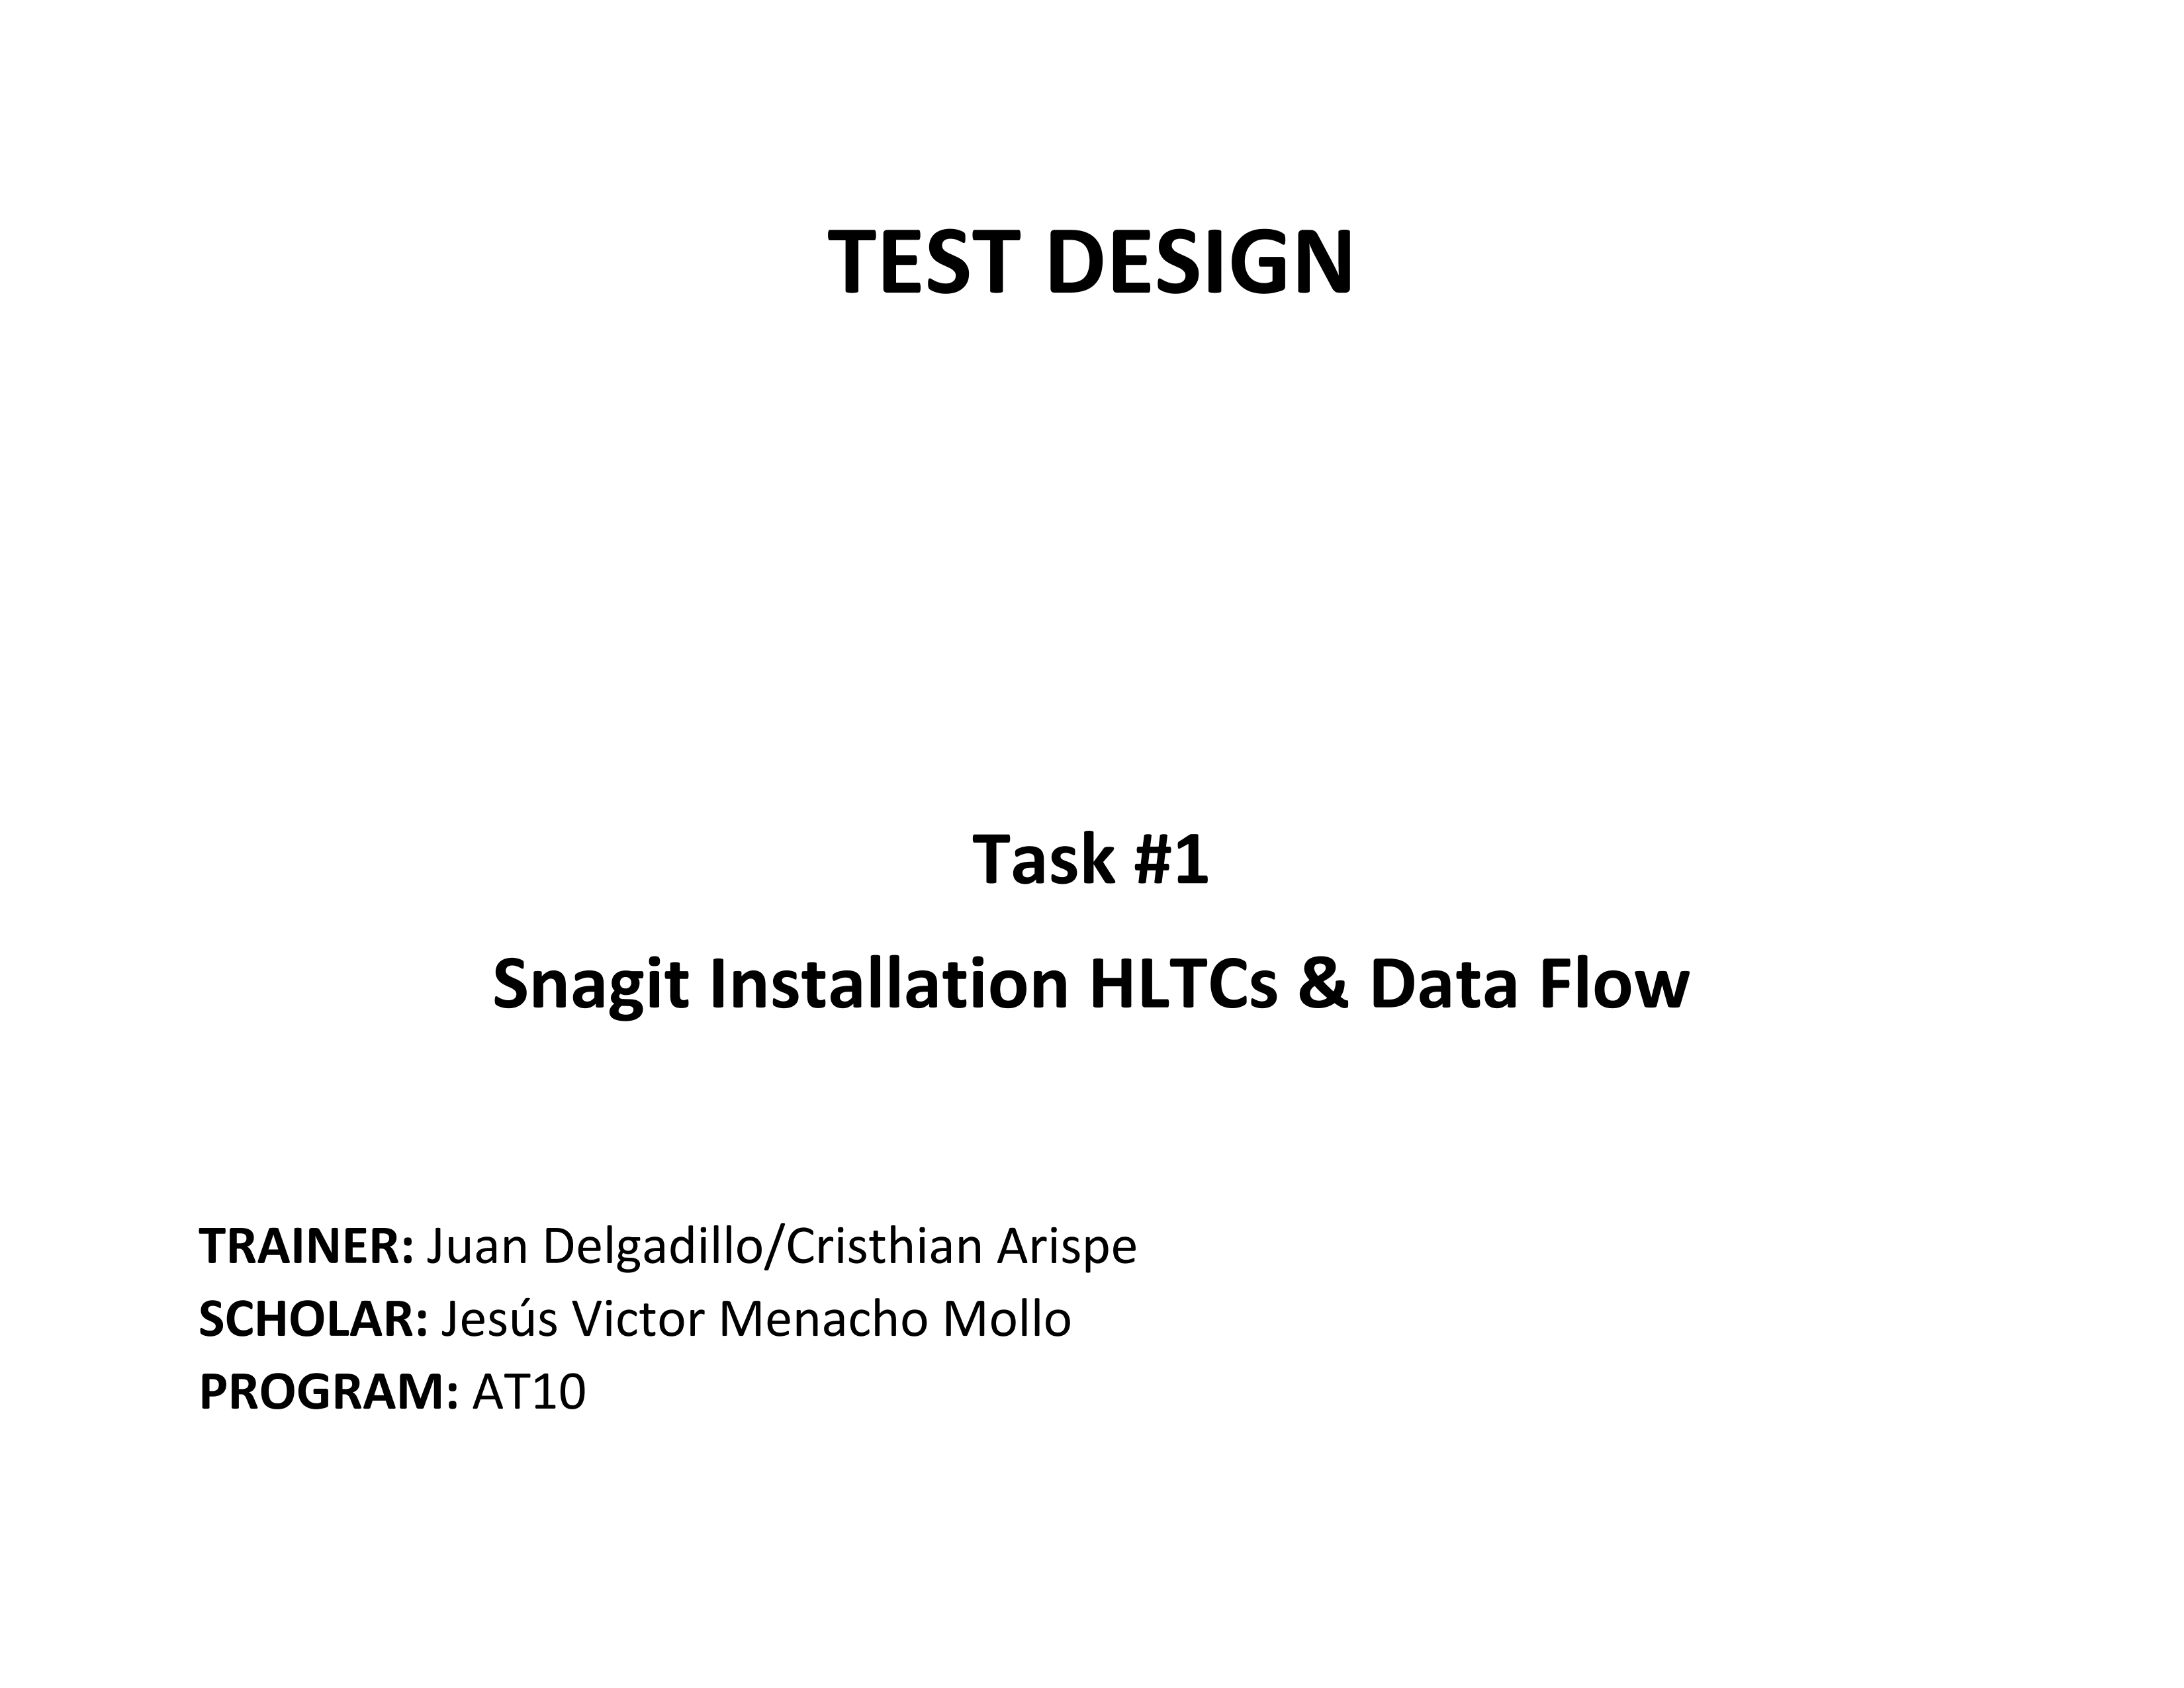 TEST DESIGN
Task #1
Snagit Installation HLTCs & Data Flow
TRAINER: Juan Delgadillo/Cristhian Arispe
SCHOLAR: Jesús Victor Menacho Mollo
PROGRAM: AT10